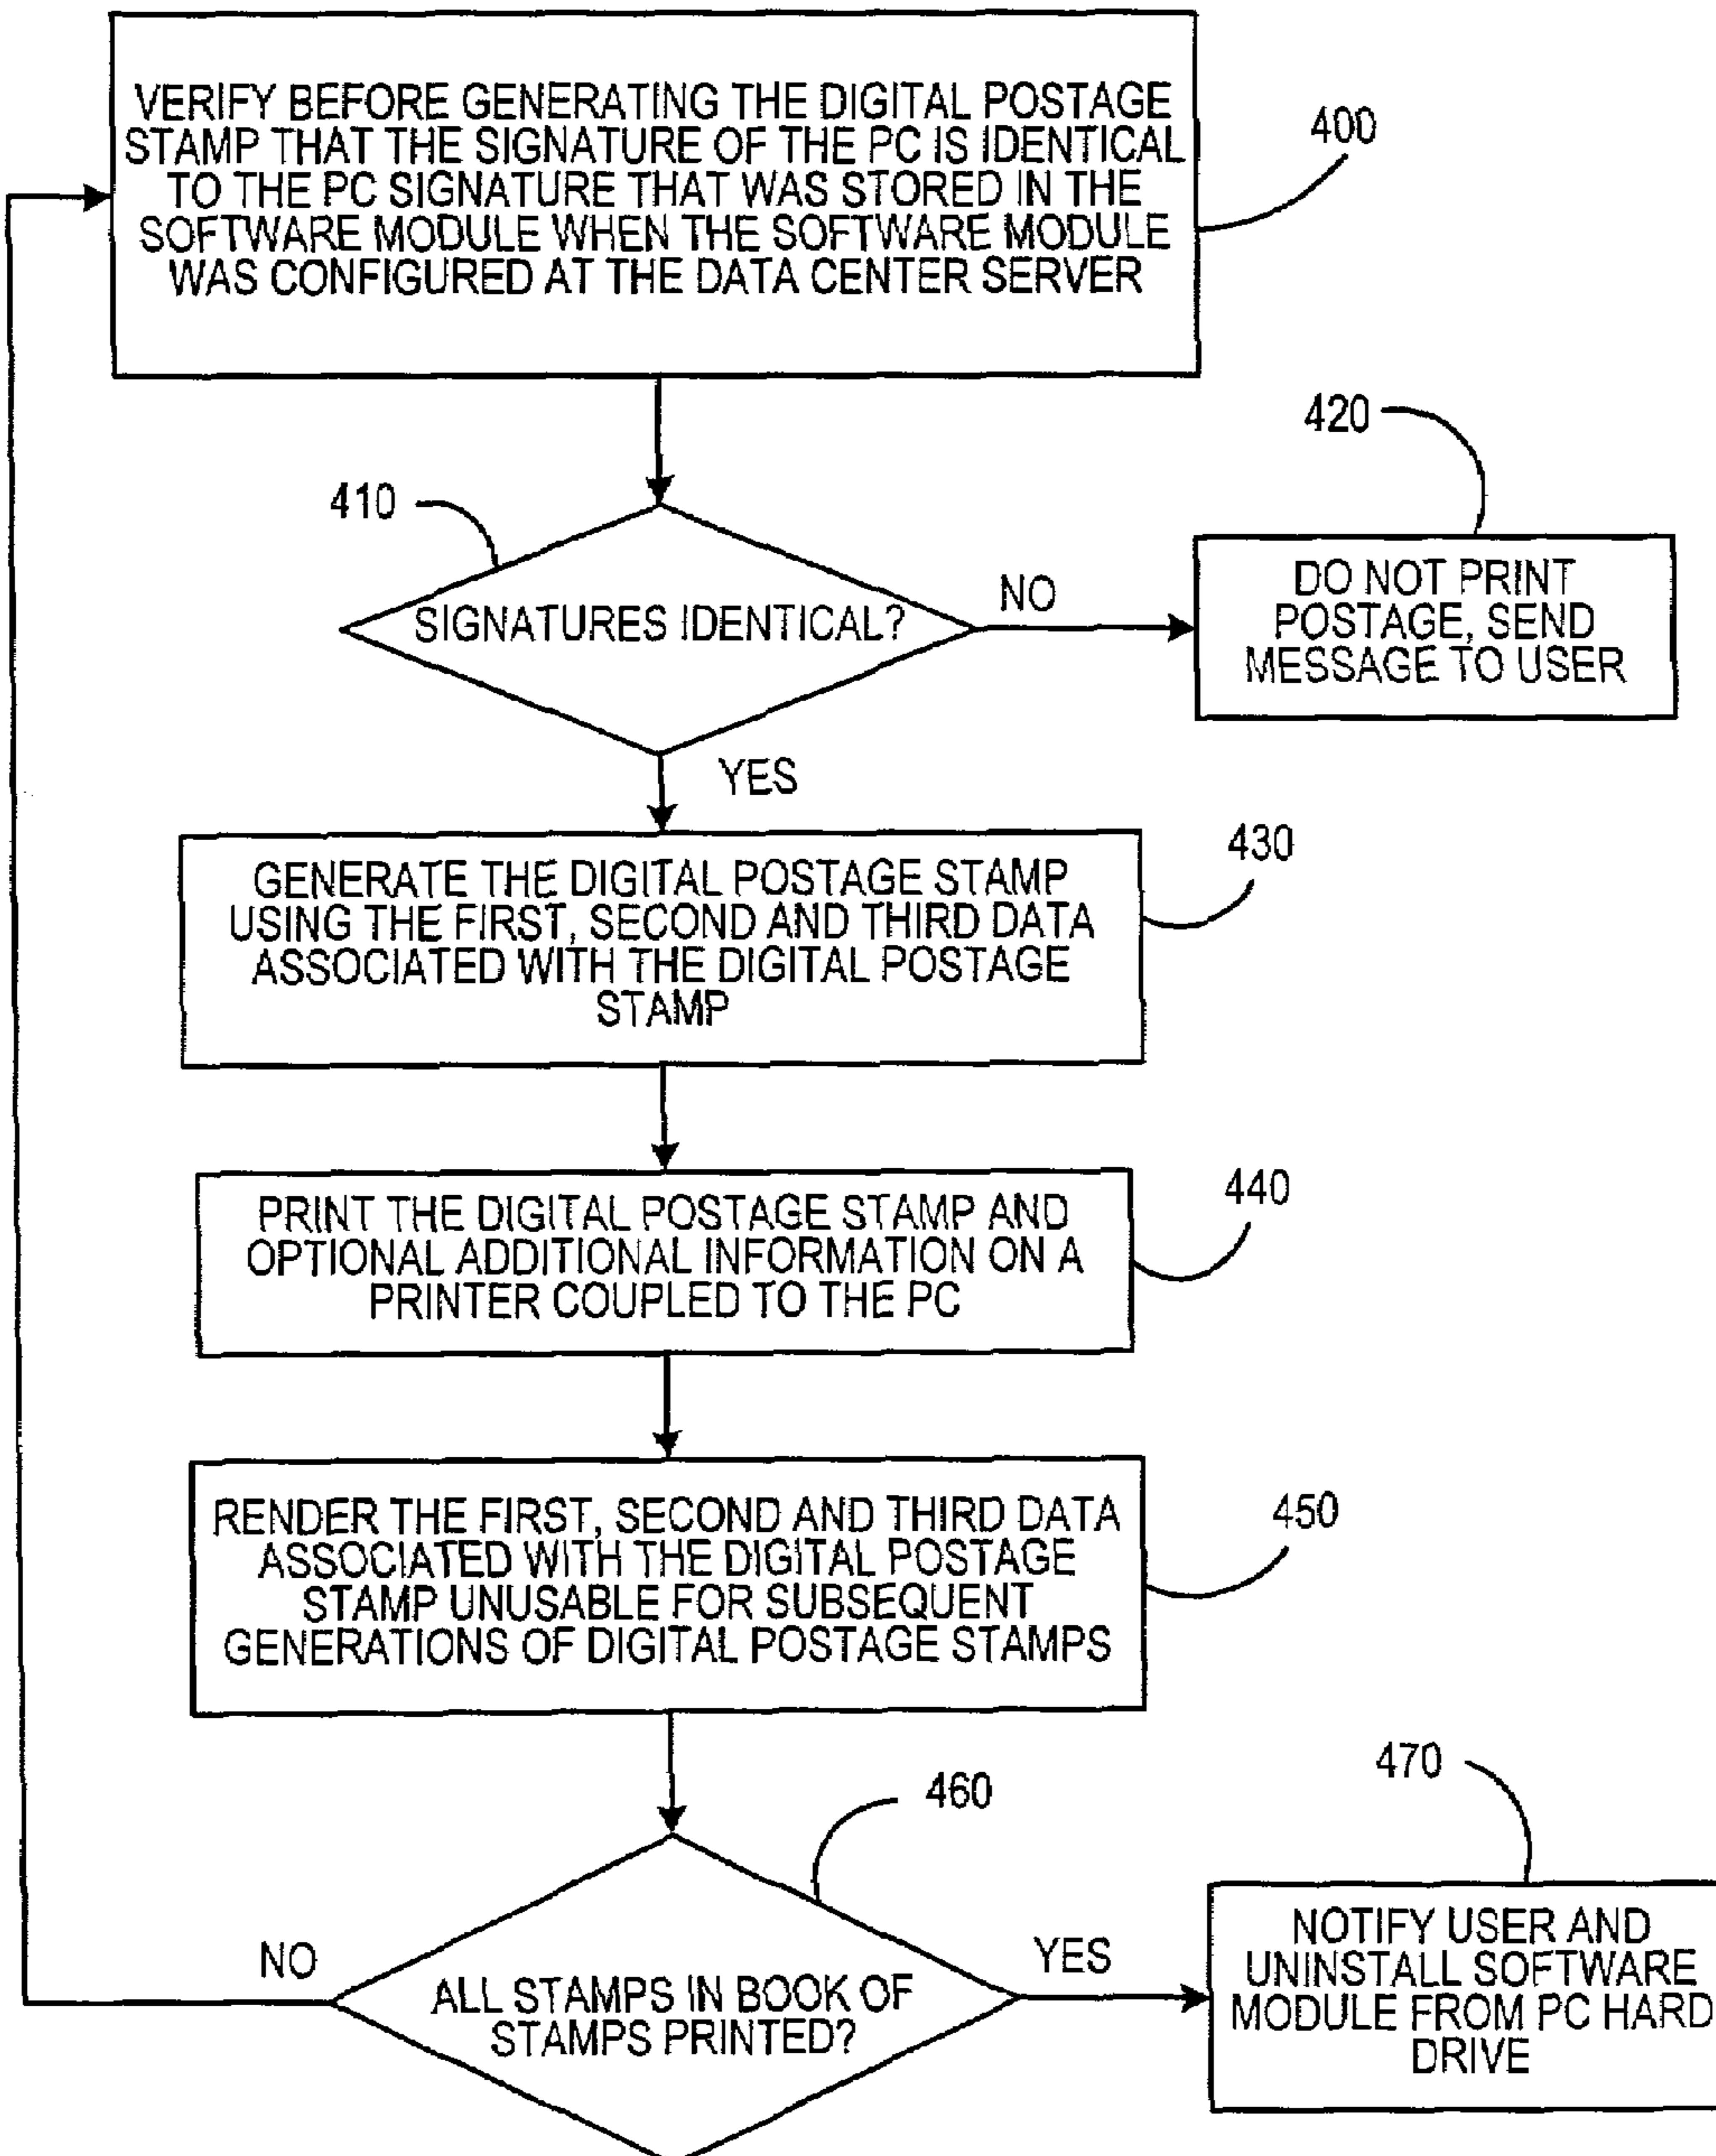 VERIFY BEFORE GENERATING THE DIGITAL POSTAGE
STAMP THAT THE SIGNATURE OF THE PC IS IDENTICAL
TO THE PC SIGNATURE THAT WAS STORED IN THE
SOFTWARE MODULE WHEN THE SOFTWARE MODULE
WAS CONFIGURED AT THE DATA CENTER SERVER
400
410
SIGNATURES IDENTICAL?
NO
420
DO NOT PRINT
POSTAGE, SEND
MESSAGE TO USER
YES
GENERATE THE DIGITAL POSTAGE STAMP
USING THE FIRST, SECOND AND THIRD DATA
ASSOCIATED WITH THE DIGITAL POSTAGE
STAMP
430
PRINT THE DIGITAL POSTAGE STAMP AND
OPTIONAL ADDITIONAL INFORMATION ON A
PRINTER COUPLED TO THE PC
440
RENDER THE FIRST, SECOND AND THIRD DATA
ASSOCIATED WITH THE DIGITAL POSTAGE
STAMP UNUSABLE FOR SUBSEQUENT
GENERATIONS OF DIGITAL POSTAGE STAMPS
450
460
NO
ALL STAMPS IN BOOK OF
STAMPS PRINTED?
YES
470
NOTIFY USER AND
UNINSTALL SOFTWARE
MODULE FROM PC HARD
DRIVE